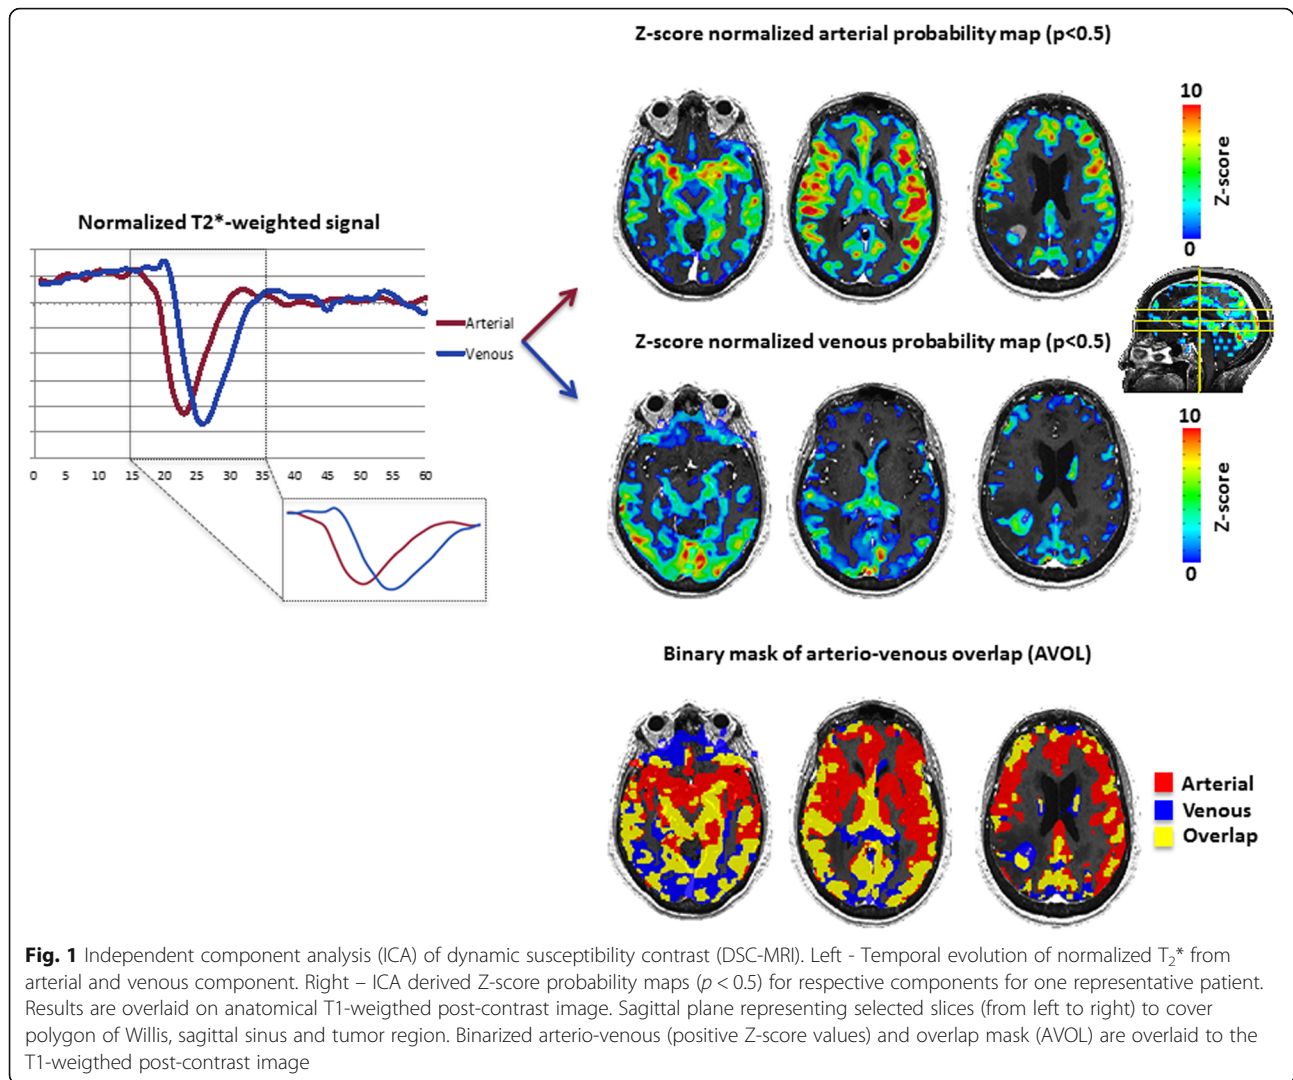 Z-score normalized arterial probability map (p<0.5)
10
Z-score
0
Normalized T2*-weighted signal
Arterial
Venous
0 5 10 15 20 25 30 35 40 45 50 55 60
Z-score normalized venous probability map (p<0.5)
10
Z-score
0
Binary mask of arterio-venous overlap (AVOL)
Arterial
Venous
Overlap
Fig. 1 Independent component analysis (ICA) of dynamic susceptibility contrast (DSC-MRI). Left - Temporal evolution of normalized T2* from
arterial and venous component. Right – ICA derived Z-score probability maps (p < 0.5) for respective components for one representative patient.
Results are overlaid on anatomical T1-weigthed post-contrast image. Sagittal plane representing selected slices (from left to right) to cover
polygon of Willis, sagittal sinus and tumor region. Binarized arterio-venous (positive Z-score values) and overlap mask (AVOL) are overlaid to the
T1-weigthed post-contrast image